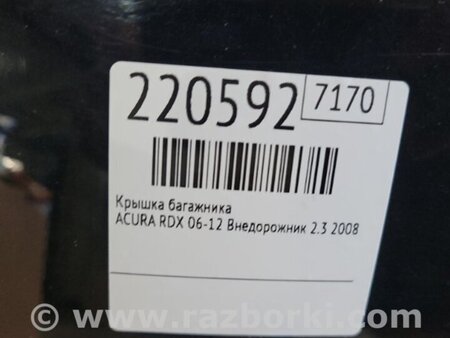 220592 7170
Крышка багажника
ACURA RDX 06-12 Внедорожник 2.3 2008
© www.razborki.com